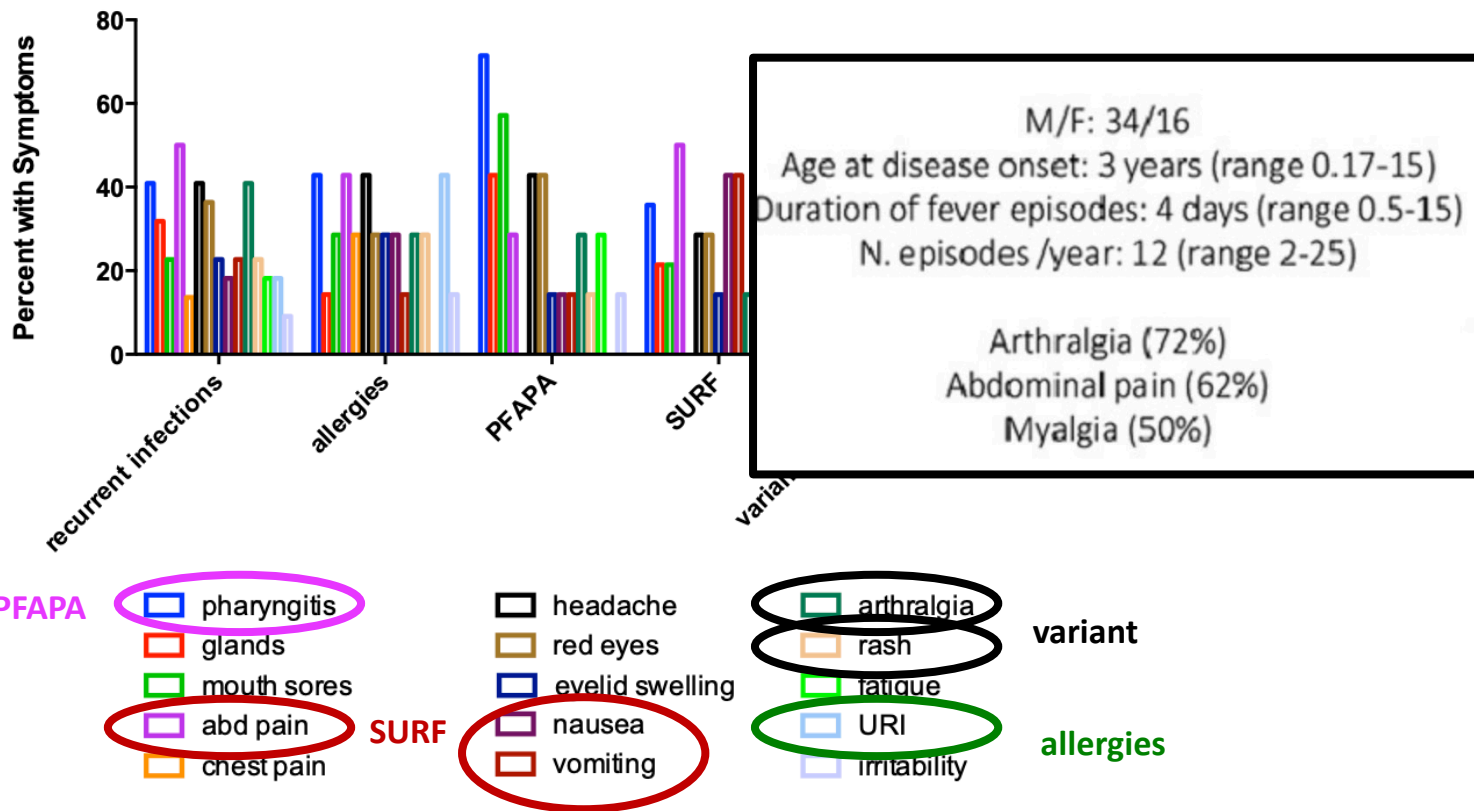 80
60
40
20
0
Percent with Symptoms
recurrent infections
allergies
PFAPA
SURF
varian
M/F: 34/16
Age at disease onset: 3 years (range 0.17-15)
Duration of fever episodes: 4 days (range 0.5-15)
N. episodes /year: 12 (range 2-25)
Arthralgia (72%)
Abdominal pain (62%)
Myalgia (50%)
PFAPA
pharyngitis
glands
mouth sores
abd pain
chest pain
SURF
headache
red eyes
eyelid swelling
nausea
vomiting
arthralgia
rash
fatigue
URI
irritability
variant
allergies